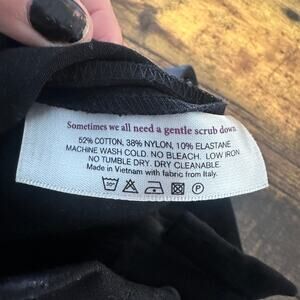 Sometimes we all need a gentle scrub down.
52% COTTON, 38% NYLON, 10% ELASTANE
MACHINE WASH COLD. NO BLEACH. LOW IRON
NO TUMBLE DRY. DRY CLEANABLE.
Made in Vietnam with fabric from Italy.
30° P